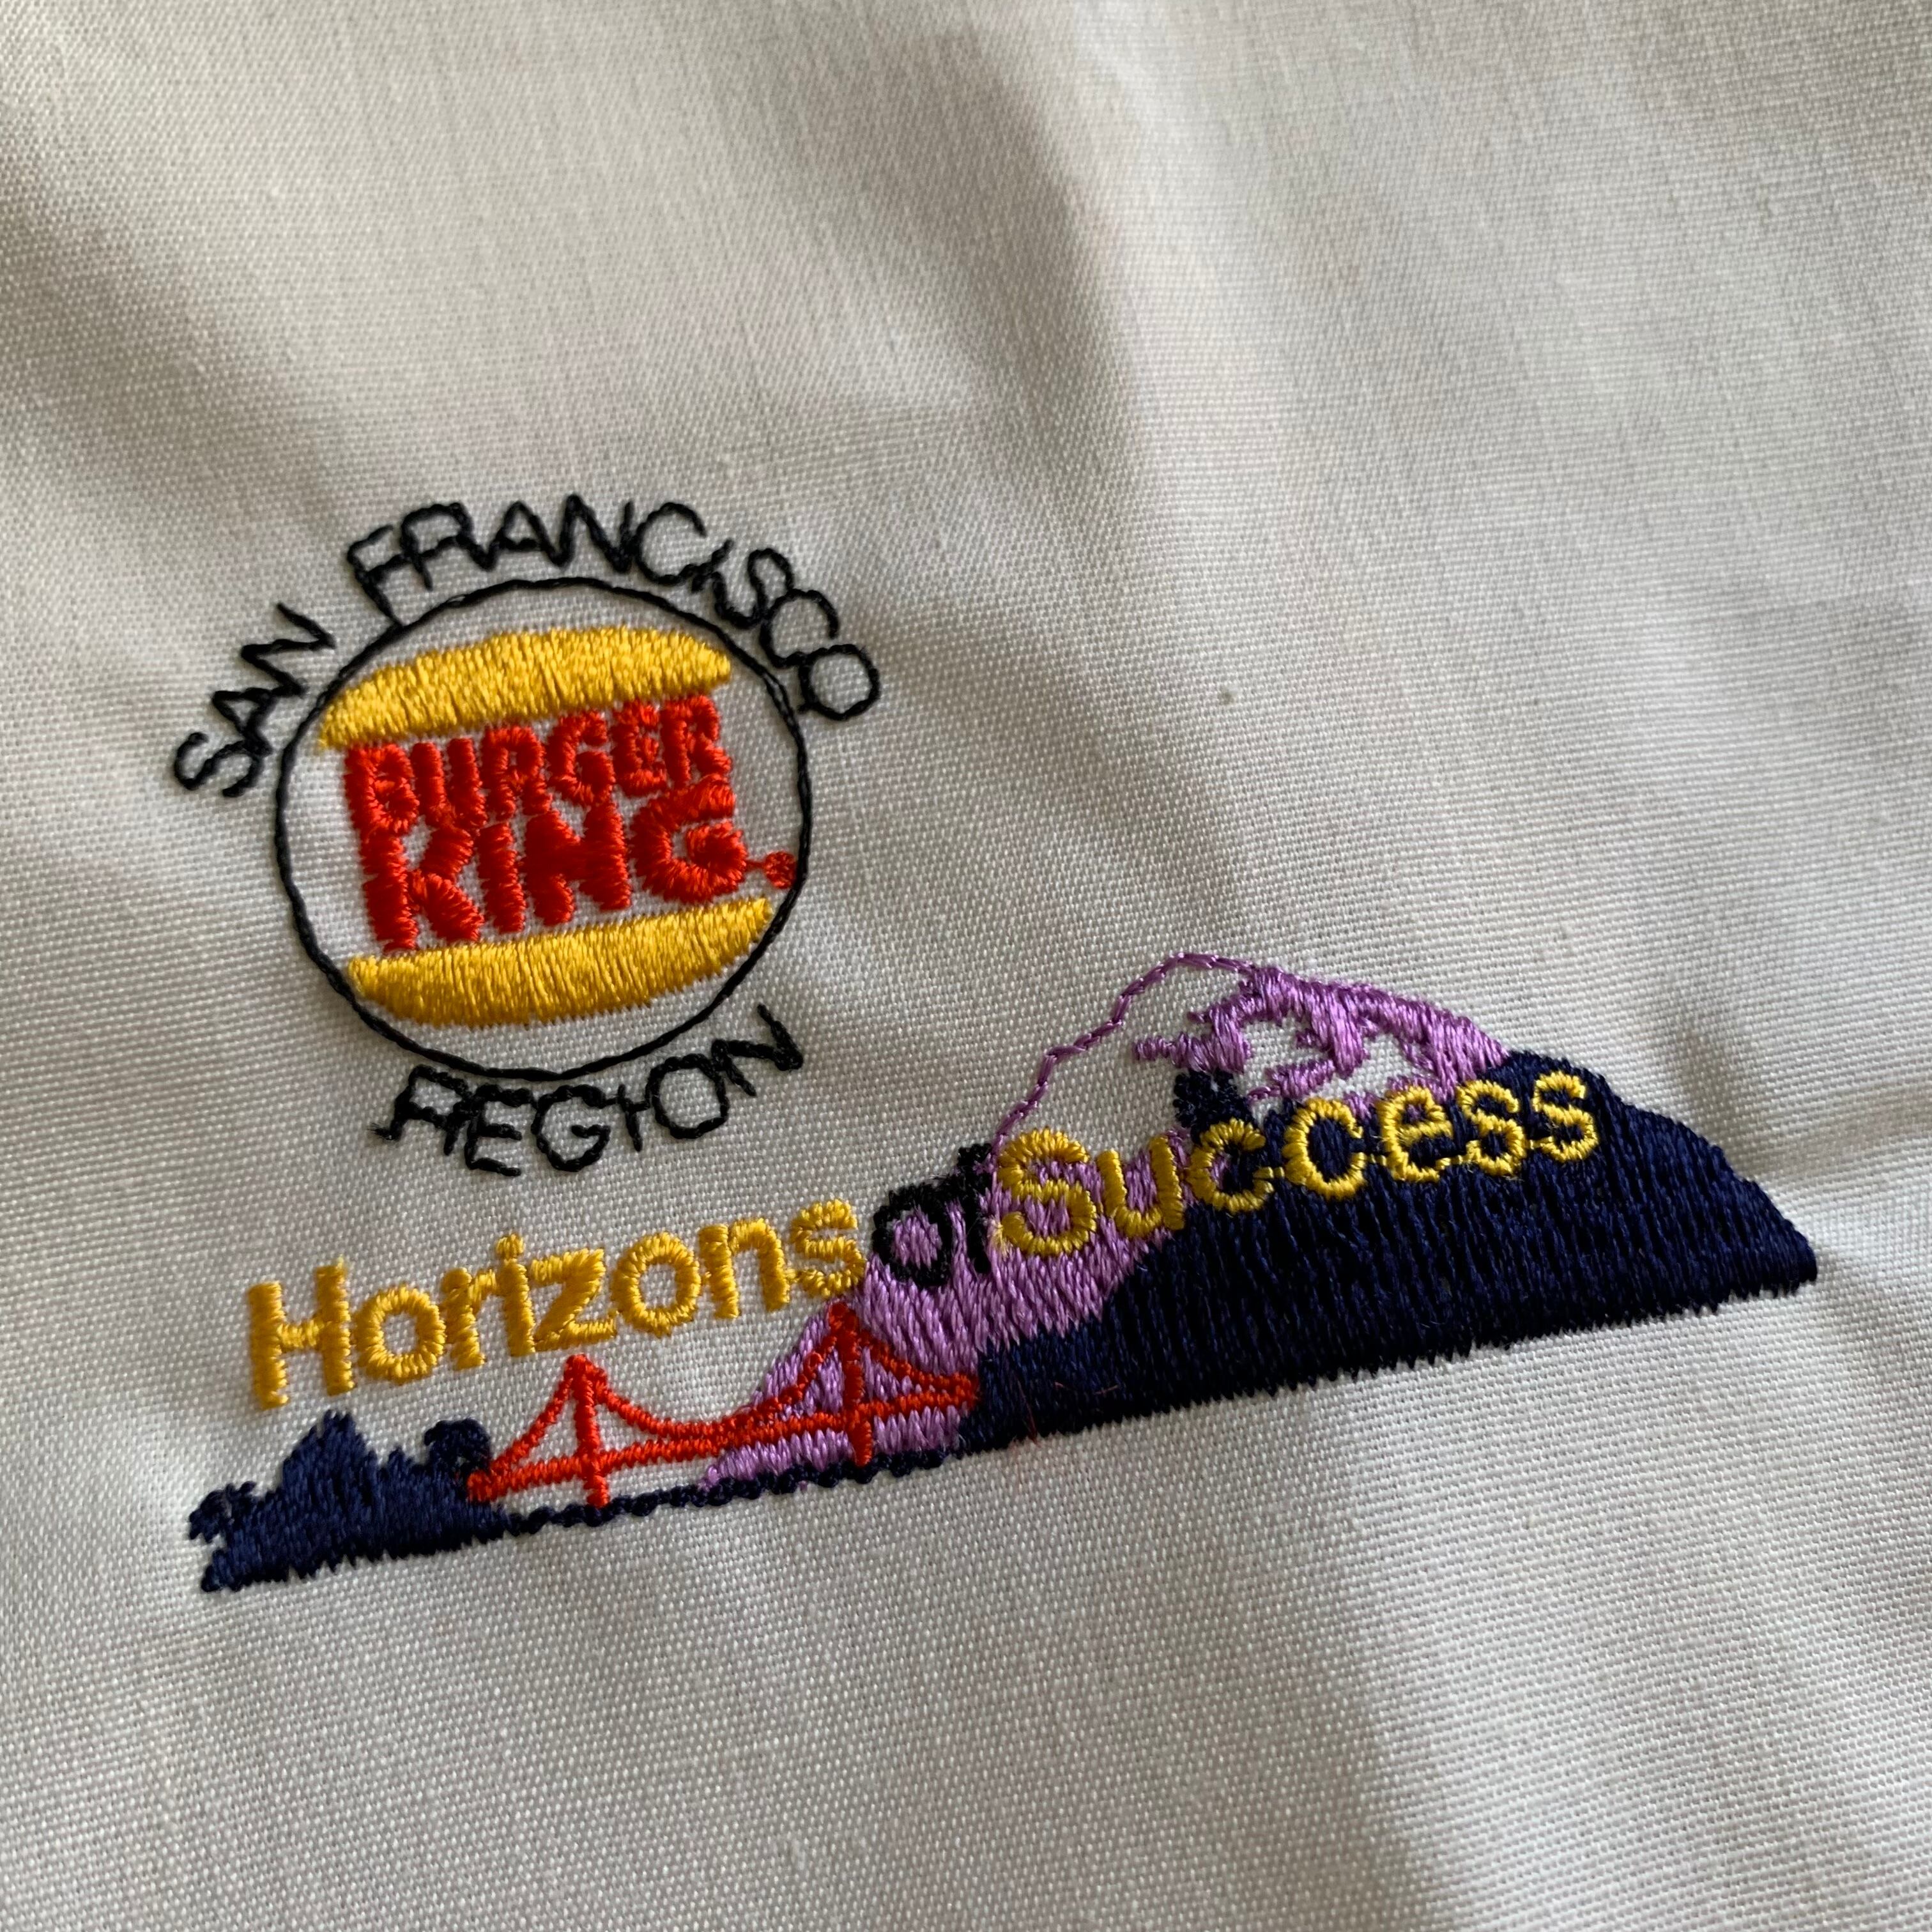 SAN FRANCISCO
BURGER
KING
REGION
Horizons of Success